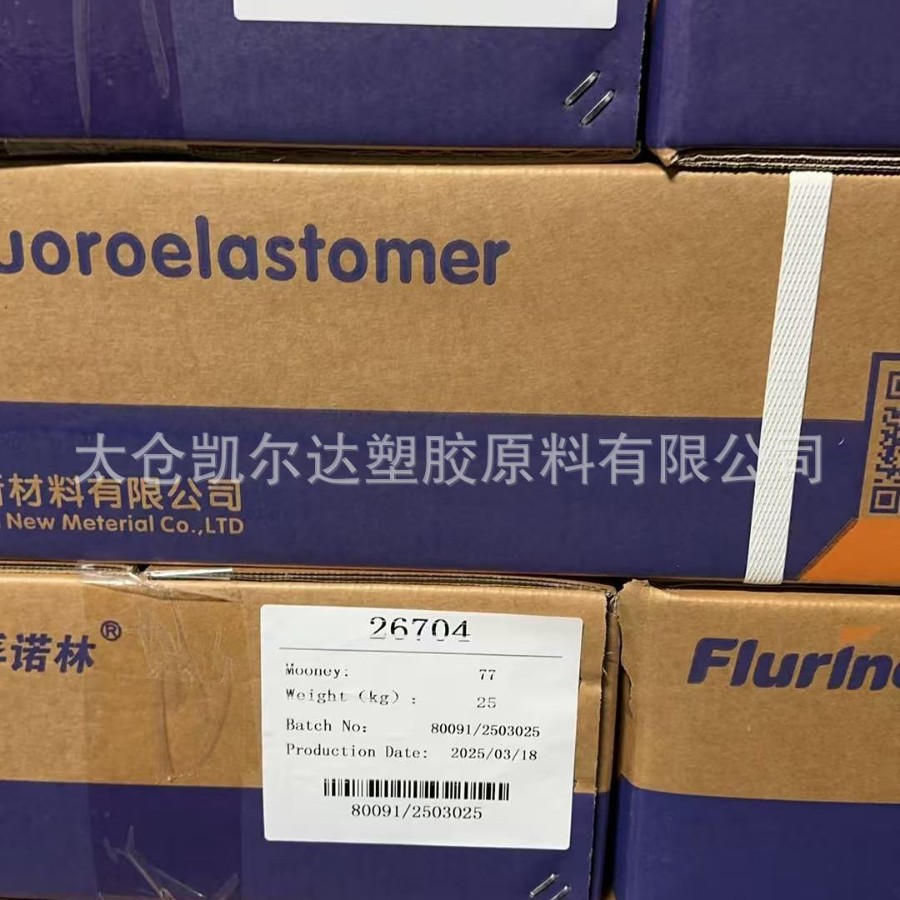 uoroelastomer
太仓凯尔达塑胶原料有限公司
材料有限公司
New Meterial Co.,LTD
诺林®
26704
Mooney: 77
Weight (kg): 25
Batch No: 80091/2503025
Production Date: 2025/03/18
80091/2503025
Flurin